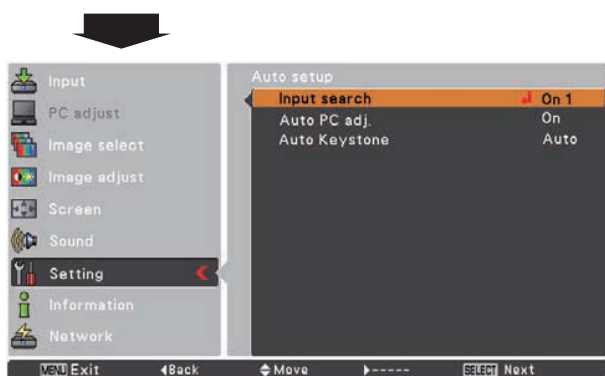 Input
PC adjust
Image select
Image adjust
Screen
Sound
Setting
Information
Network
Auto setup
Input search On 1
Auto PC adj. On
Auto Keystone Auto
MENU Exit Back Move ----- SELECT Next